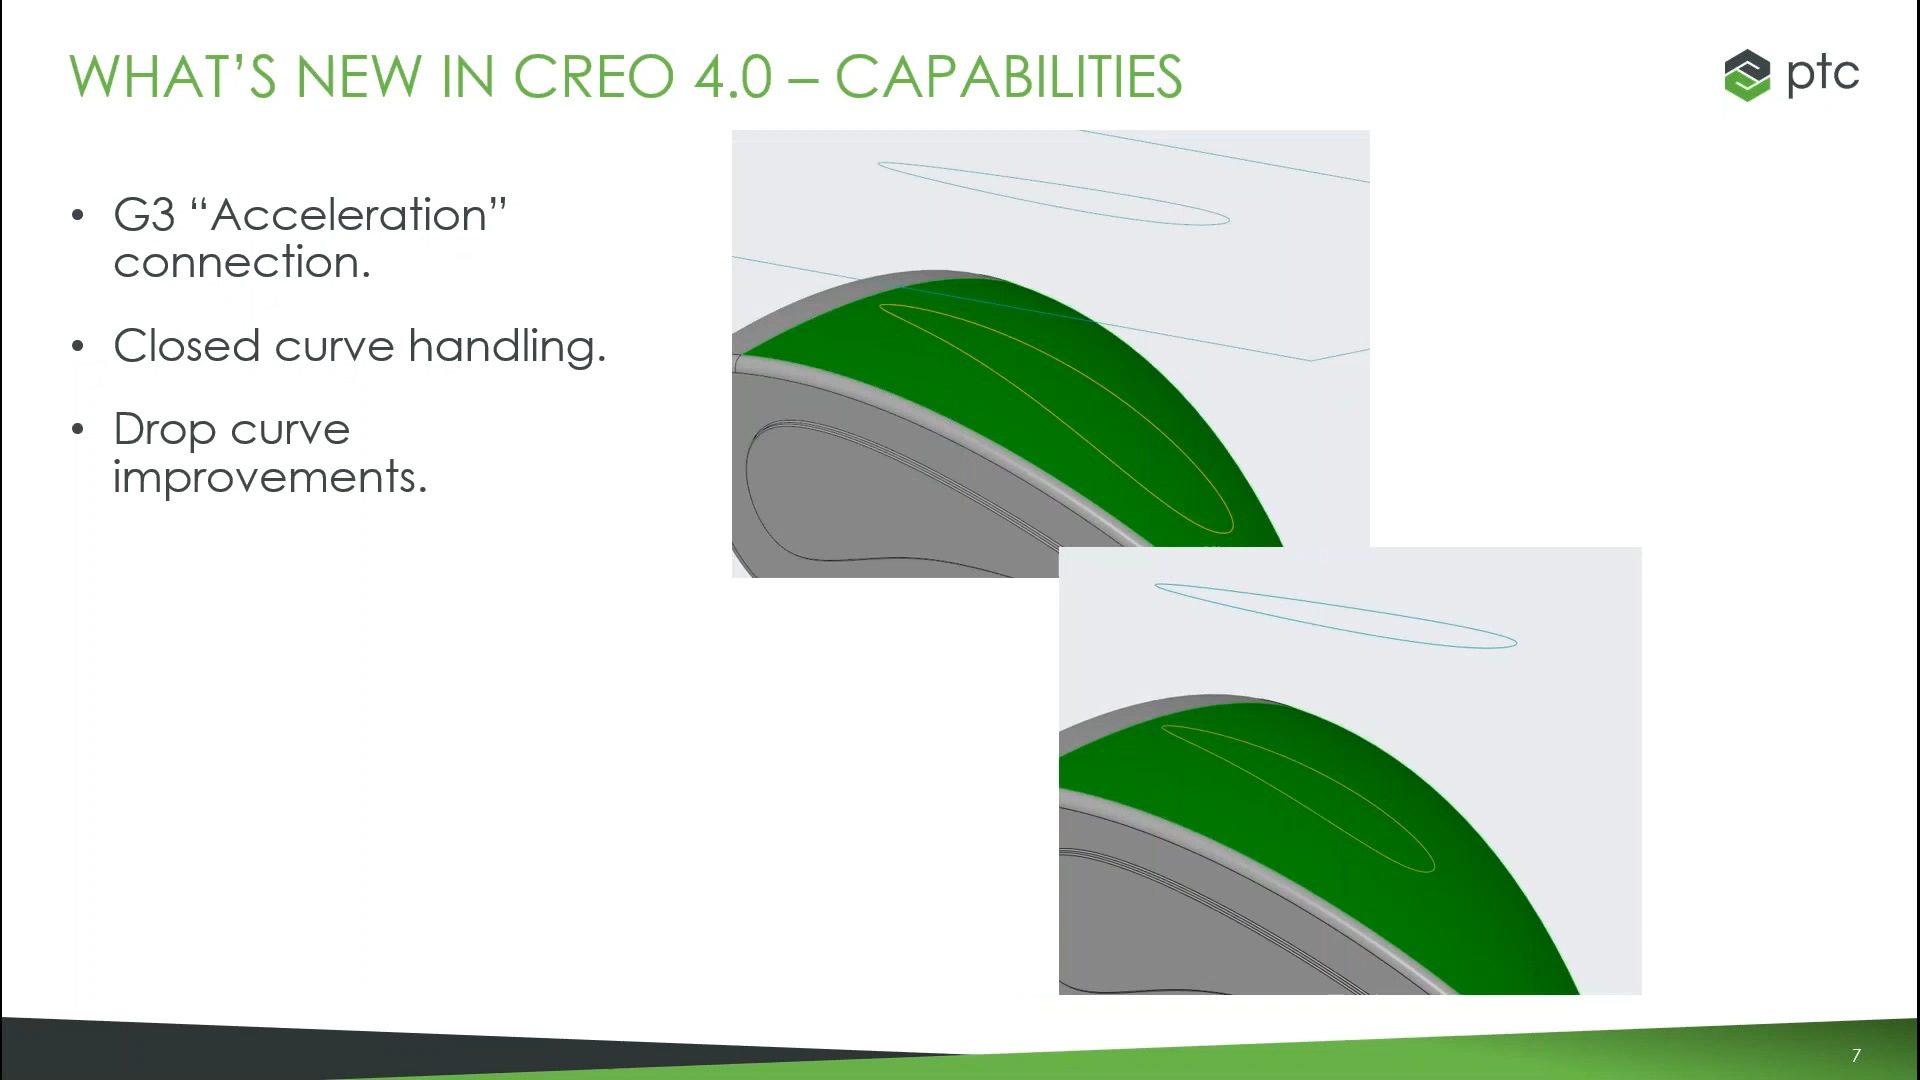 WHAT’S NEW IN CREO 4.0 – CAPABILITIES
ptc
• G3 “Acceleration”
connection.
• Closed curve handling.
• Drop curve
improvements.
7